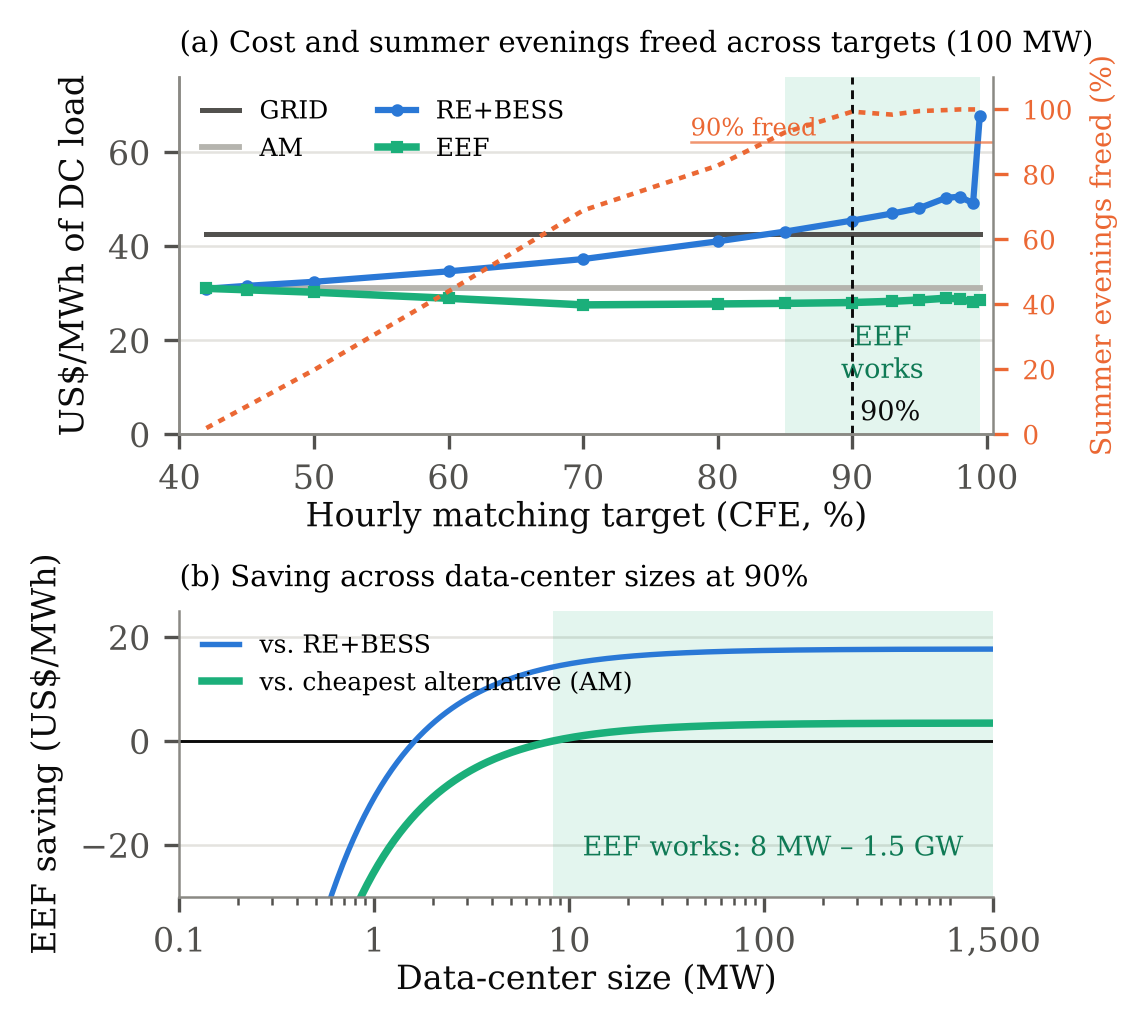 (a) Cost and summer evenings freed across targets (100 MW)
US$/MWh of DC load
Summer evenings freed (%)
GRID
RE+BESS
AM
EEF
90% freed
60
40
20
0
100
80
60
40
20
0
EEF
works
90%
40
50
60
70
80
90
100
Hourly matching target (CFE, %)
(b) Saving across data-center sizes at 90%
EEF saving (US$/MWh)
vs. RE+BESS
vs. cheapest alternative (AM)
20
0
−20
EEF works: 8 MW – 1.5 GW
0.1
1
10
100
1,500
Data-center size (MW)